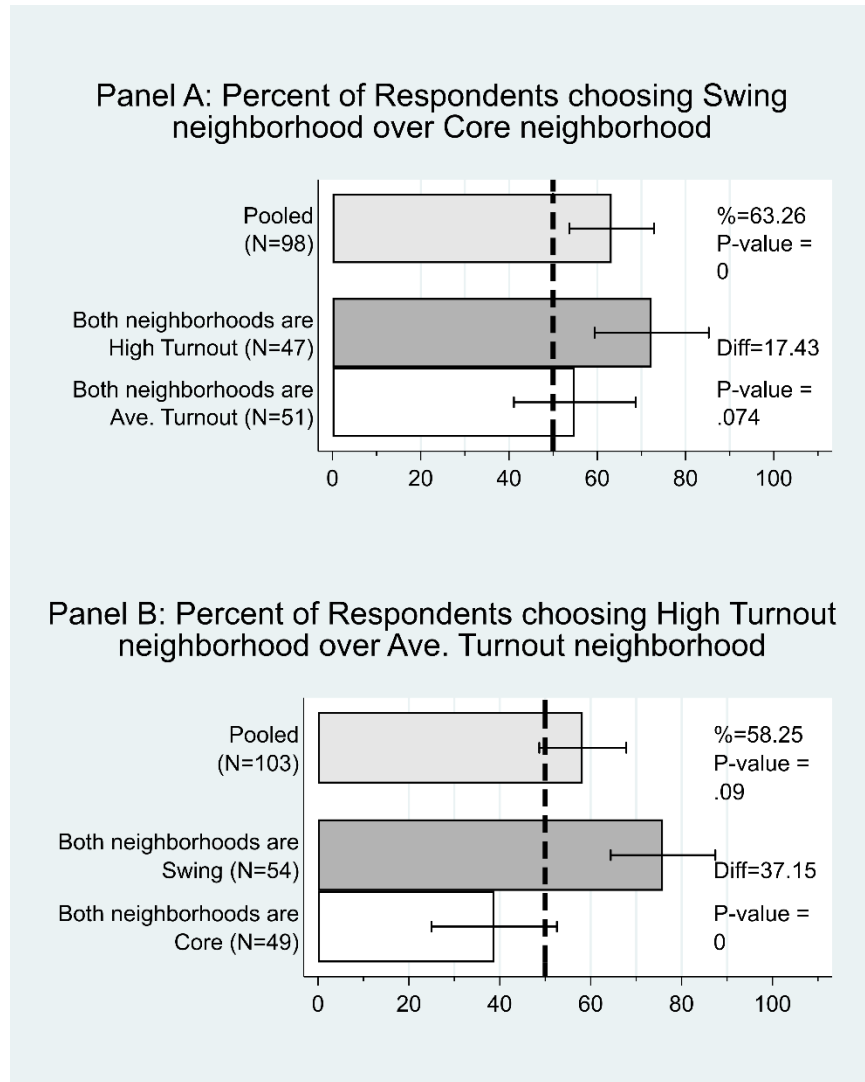 Panel A: Percent of Respondents choosing Swing
neighborhood over Core neighborhood
Pooled
(N=98)
%=63.26
P-value =
0
Both neighborhoods are
High Turnout (N=47)
Diff=17.43
Both neighborhoods are
Ave. Turnout (N=51)
P-value =
.074
0 20 40 60 80 100
Panel B: Percent of Respondents choosing High Turnout
neighborhood over Ave. Turnout neighborhood
Pooled
(N=103)
%=58.25
P-value =
.09
Both neighborhoods are
Swing (N=54)
Diff=37.15
Both neighborhoods are
Core (N=49)
P-value =
0
0 20 40 60 80 100